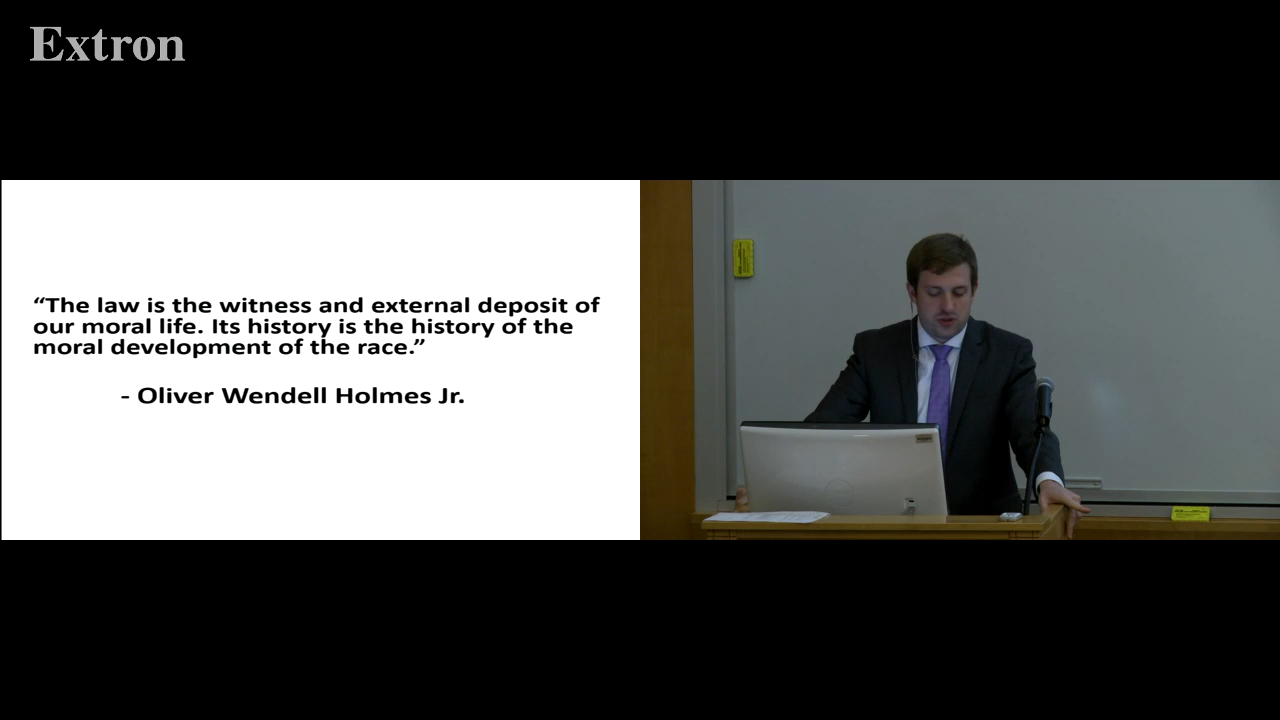 Extron
“The law is the witness and external deposit of
our moral life. Its history is the history of the
moral development of the race.”
- Oliver Wendell Holmes Jr.